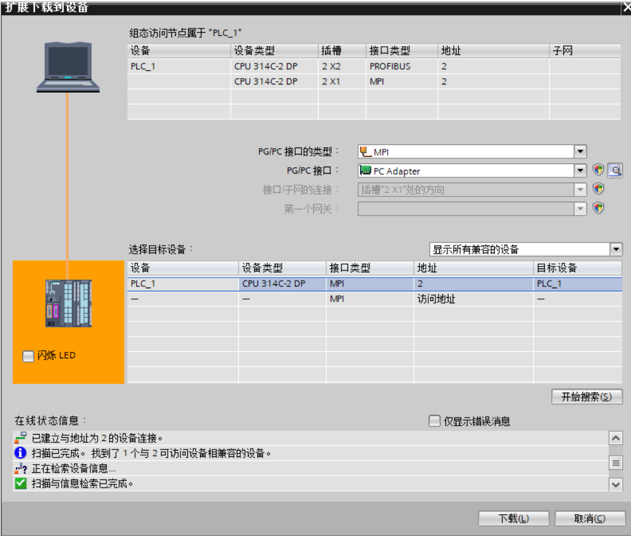 扩展下载到设备
组态访问节点属于 "PLC_1"
设备 设备类型 插槽 接口类型 地址 子网
PLC_1 CPU 314C-2 DP 2 X2 PROFIBUS 2
CPU 314C-2 DP 2 X1 MPI 2
PG/PC 接口的类型： MPI
PG/PC 接口： PC Adapter
接口/子网的连接： 插槽"2 X1"处的方向
第一个网关：
选择目标设备： 显示所有兼容的设备
设备 设备类型 接口类型 地址 目标设备
PLC_1 CPU 314C-2 DP MPI 2 PLC_1
— — MPI 访问地址 —
闪烁 LED
开始搜索(S)
在线状态信息： 仅显示错误消息
已建立与地址为 2 的设备连接。
扫描已完成。找到了 1 个与 2 可访问设备相兼容的设备。
正在检索设备信息...
扫描与信息检索已完成。
下载(L) 取消(C)